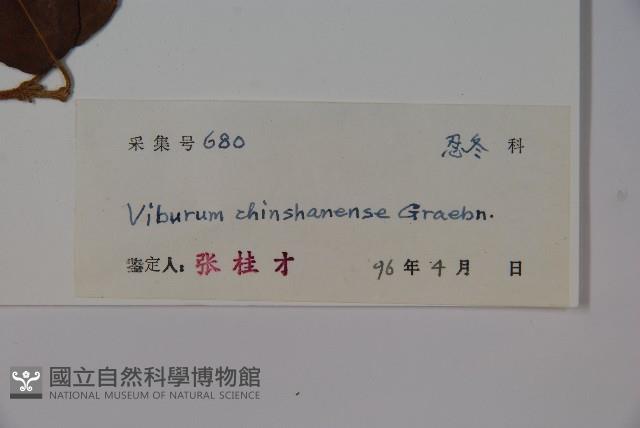 采集号 680 忍冬 科
Viburum chinshanense Graebn.
鉴定人: 张桂才 96 年 4 月 日
國立自然科學博物館
NATIONAL MUSEUM OF NATURAL SCIENCE